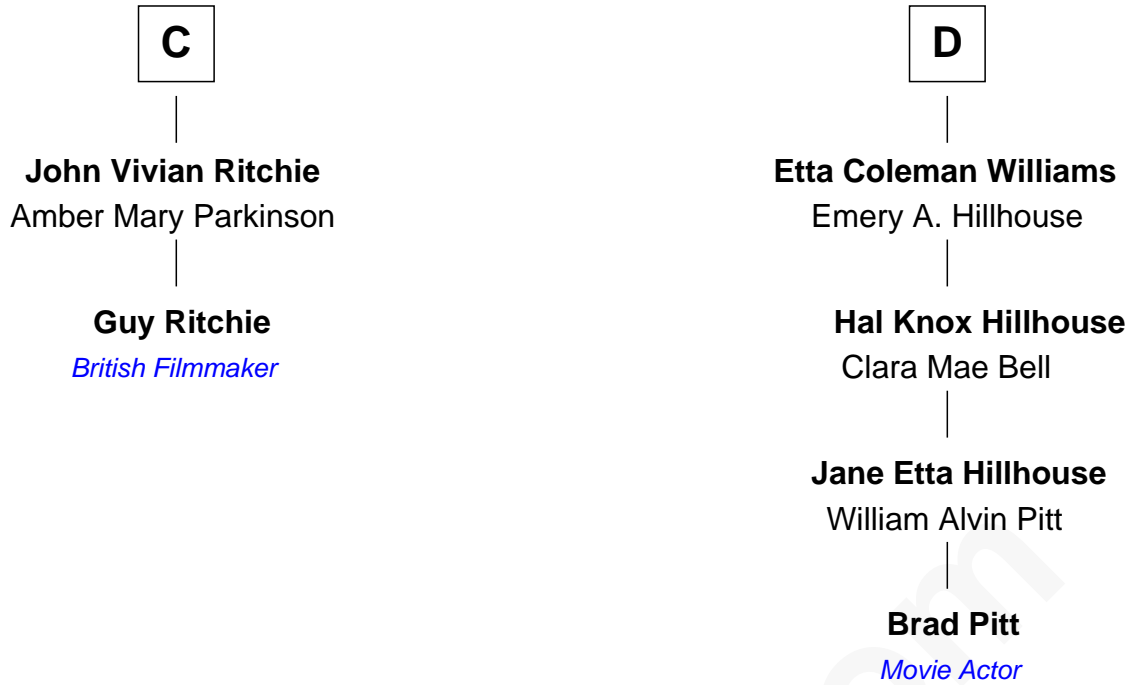 C
John Vivian Ritchie
Amber Mary Parkinson
Guy Ritchie
British Filmmaker
D
Etta Coleman Williams
Emery A. Hillhouse
Hal Knox Hillhouse
Clara Mae Bell
Jane Etta Hillhouse
William Alvin Pitt
Brad Pitt
Movie Actor